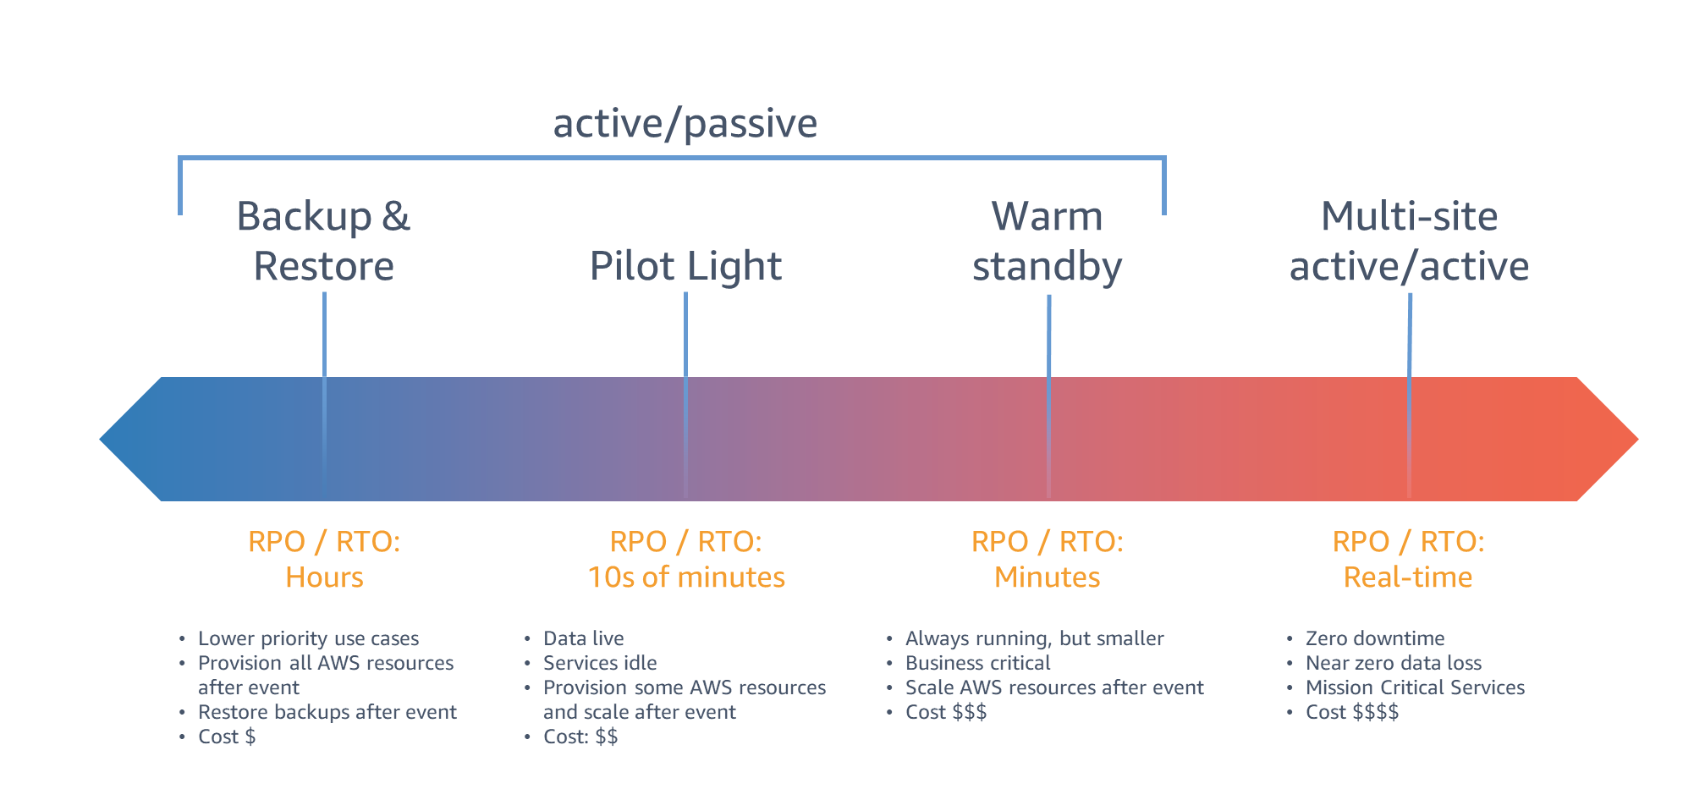 active/passive
Backup &
Restore
Pilot Light
Warm
standby
Multi-site
active/active
RPO / RTO:
Hours
RPO / RTO:
10s of minutes
RPO / RTO:
Minutes
RPO / RTO:
Real-time
• Lower priority use cases
• Provision all AWS resources
after event
• Restore backups after event
• Cost $
• Data live
• Services idle
• Provision some AWS resources
and scale after event
• Cost: $$
• Always running, but smaller
• Business critical
• Scale AWS resources after event
• Cost $$$
• Zero downtime
• Near zero data loss
• Mission Critical Services
• Cost $$$$